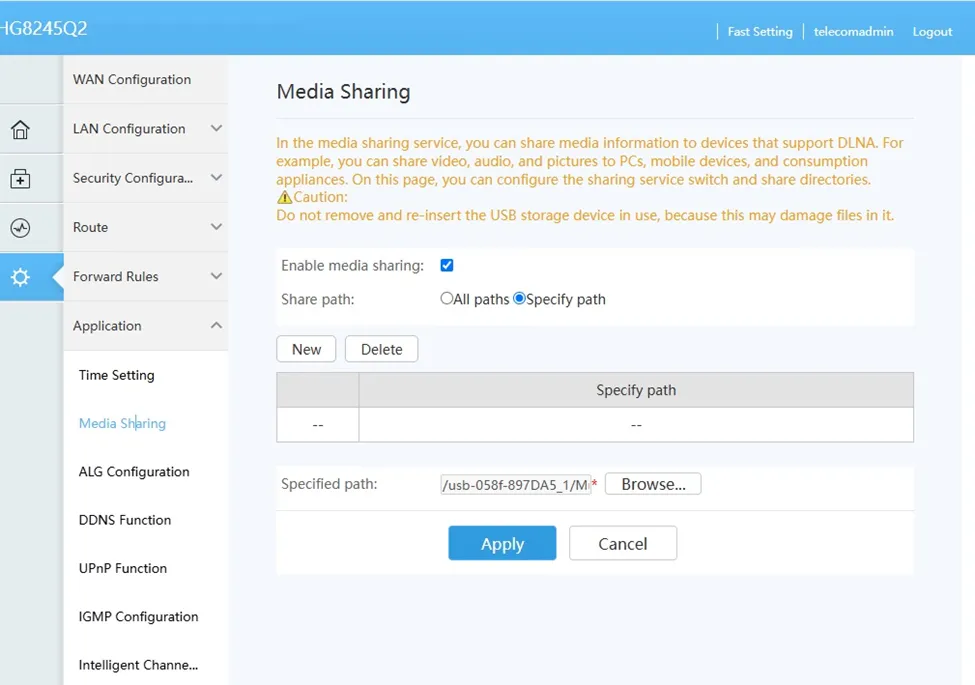 HG8245Q2
Fast Setting
telecomadmin
Logout
WAN Configuration
LAN Configuration
Security Configura...
Route
Forward Rules
Application
Time Setting
Media Sharing
ALG Configuration
DDNS Function
UPnP Function
IGMP Configuration
Intelligent Channe...
Media Sharing
In the media sharing service, you can share media information to devices that support DLNA. For
example, you can share video, audio, and pictures to PCs, mobile devices, and consumption
appliances. On this page, you can configure the sharing service switch and share directories.
Caution:
Do not remove and re-insert the USB storage device in use, because this may damage files in it.
Enable media sharing:
Share path: All paths Specify path
New Delete
Specify path
-- --
Specified path: /usb-058f-897DA5_1/M * Browse...
Apply Cancel